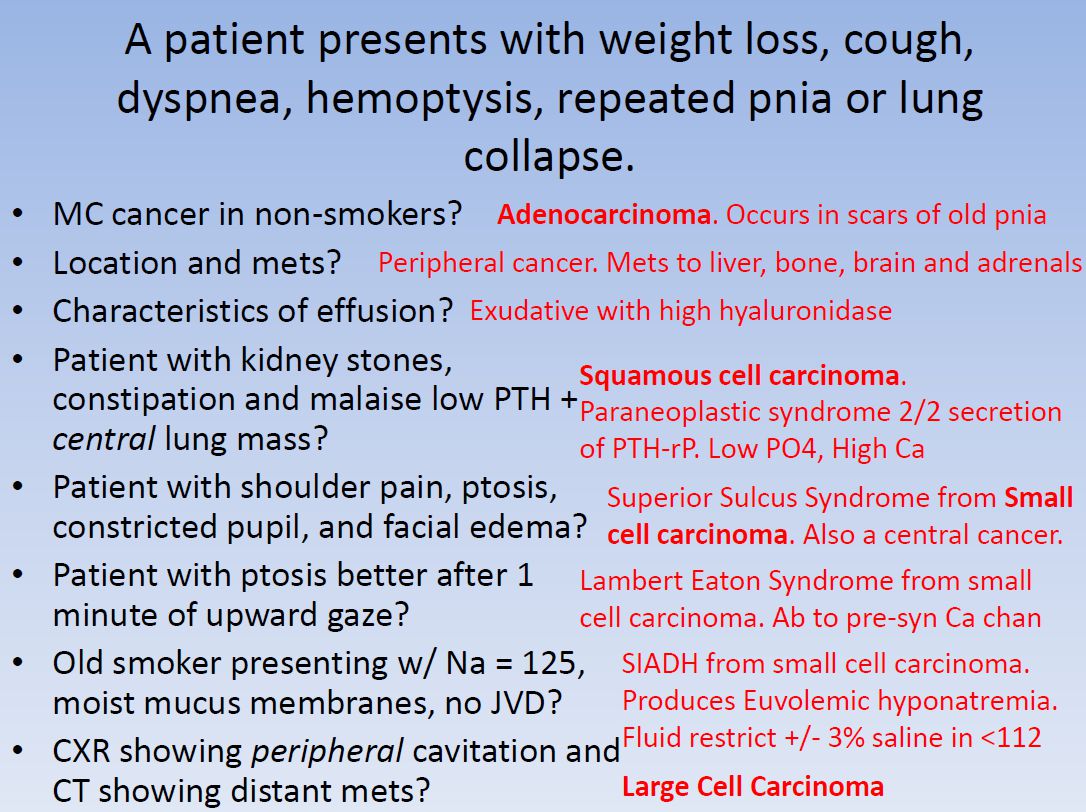 A patient presents with weight loss, cough,
dyspnea, hemoptysis, repeated pnia or lung
collapse.
• MC cancer in non-smokers? Adenocarcinoma. Occurs in scars of old pnia
• Location and mets? Peripheral cancer. Mets to liver, bone, brain and adrenals
• Characteristics of effusion? Exudative with high hyaluronidase
• Patient with kidney stones,
constipation and malaise low PTH +
central lung mass?
Squamous cell carcinoma.
Paraneoplastic syndrome 2/2 secretion
of PTH-rP. Low PO4, High Ca
• Patient with shoulder pain, ptosis,
constricted pupil, and facial edema?
Superior Sulcus Syndrome from Small
cell carcinoma. Also a central cancer.
• Patient with ptosis better after 1
minute of upward gaze?
Lambert Eaton Syndrome from small
cell carcinoma. Ab to pre-syn Ca chan
• Old smoker presenting w/ Na = 125,
moist mucus membranes, no JVD?
SIADH from small cell carcinoma.
Produces Euvolemic hyponatremia.
Fluid restrict +/- 3% saline in <112
• CXR showing peripheral cavitation and
CT showing distant mets?
Large Cell Carcinoma